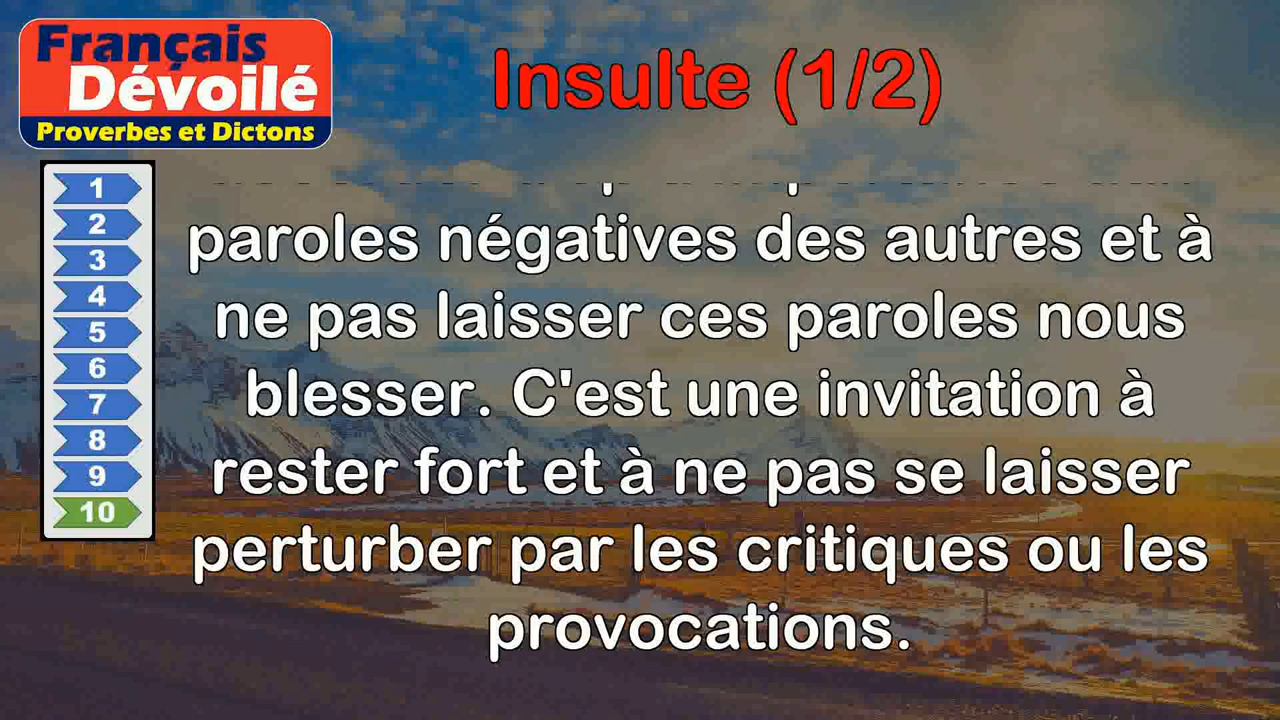 Français
Dévoilé
Proverbes et Dictons
Insulte (1/2)
1
2
3
4
5
6
7
8
9
10
paroles négatives des autres et à
ne pas laisser ces paroles nous
blesser. C'est une invitation à
rester fort et à ne pas se laisser
perturber par les critiques ou les
provocations.